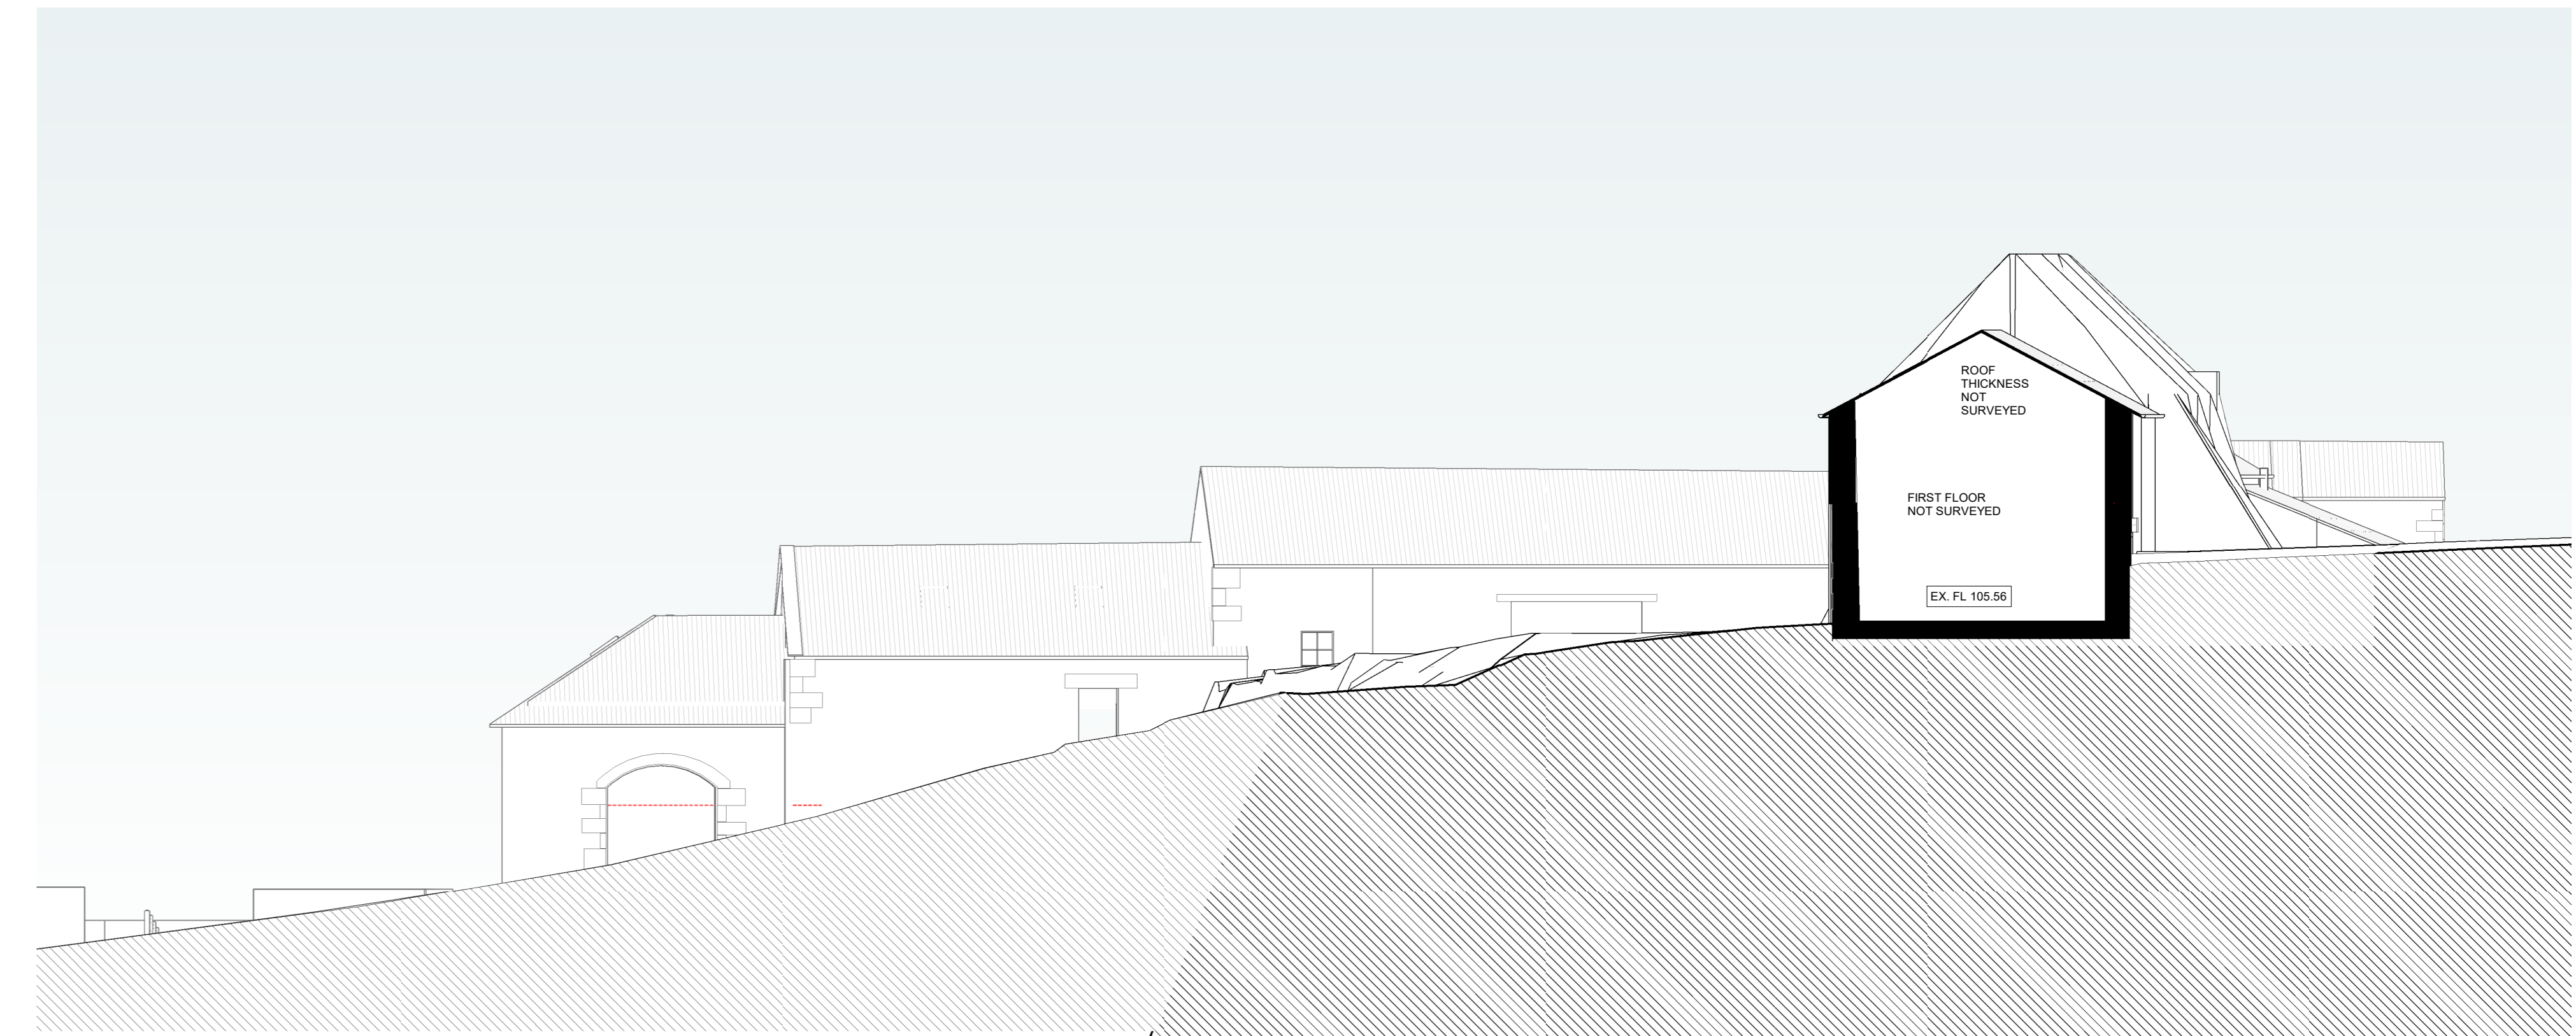 ROOF
THICKNESS
NOT
SURVEYED
FIRST FLOOR
NOT SURVEYED
EX. FL 105.56